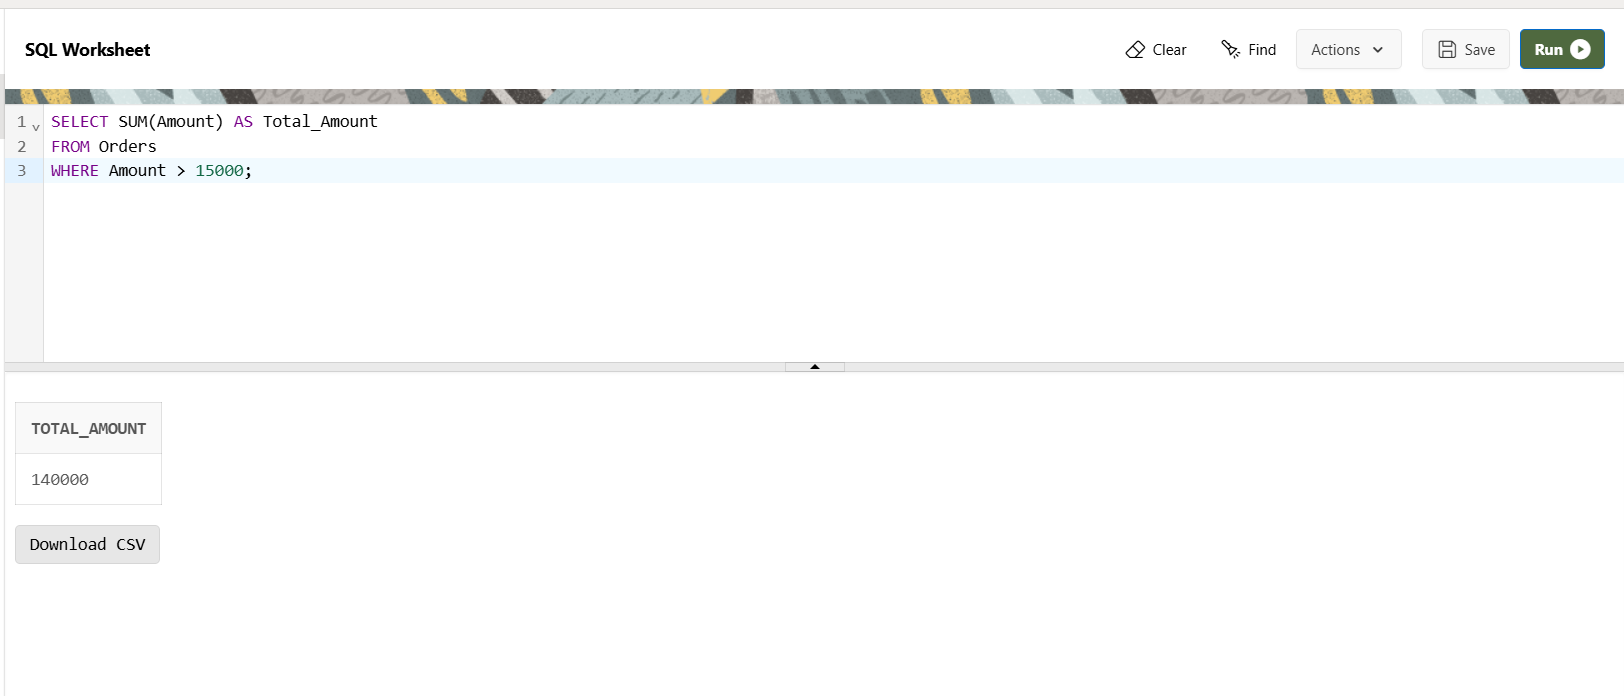 SQL Worksheet
Clear
Find
Actions
Save
Run
1 SELECT SUM(Amount) AS Total_Amount
2 FROM Orders
3 WHERE Amount > 15000;
TOTAL_AMOUNT
140000
Download CSV